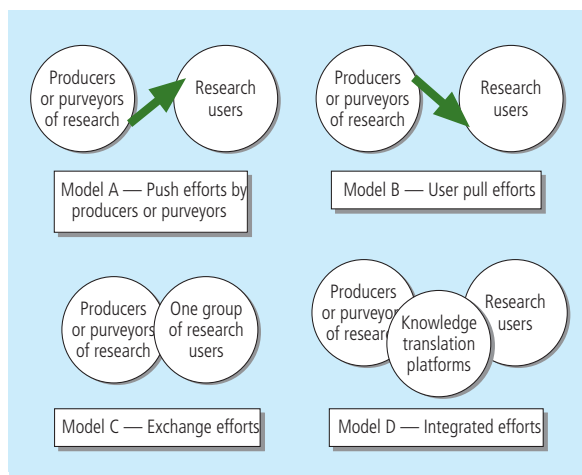 Producers
or purveyors
of research
Research
users
Model A — Push efforts by
producers or purveyors
Producers
or purveyors
of research
Research
users
Model B — User pull efforts
Producers
or purveyors
of research
One group
of research
users
Model C — Exchange efforts
Producers
or purveyors
of research
Knowledge
translation
platforms
Research
users
Model D — Integrated efforts